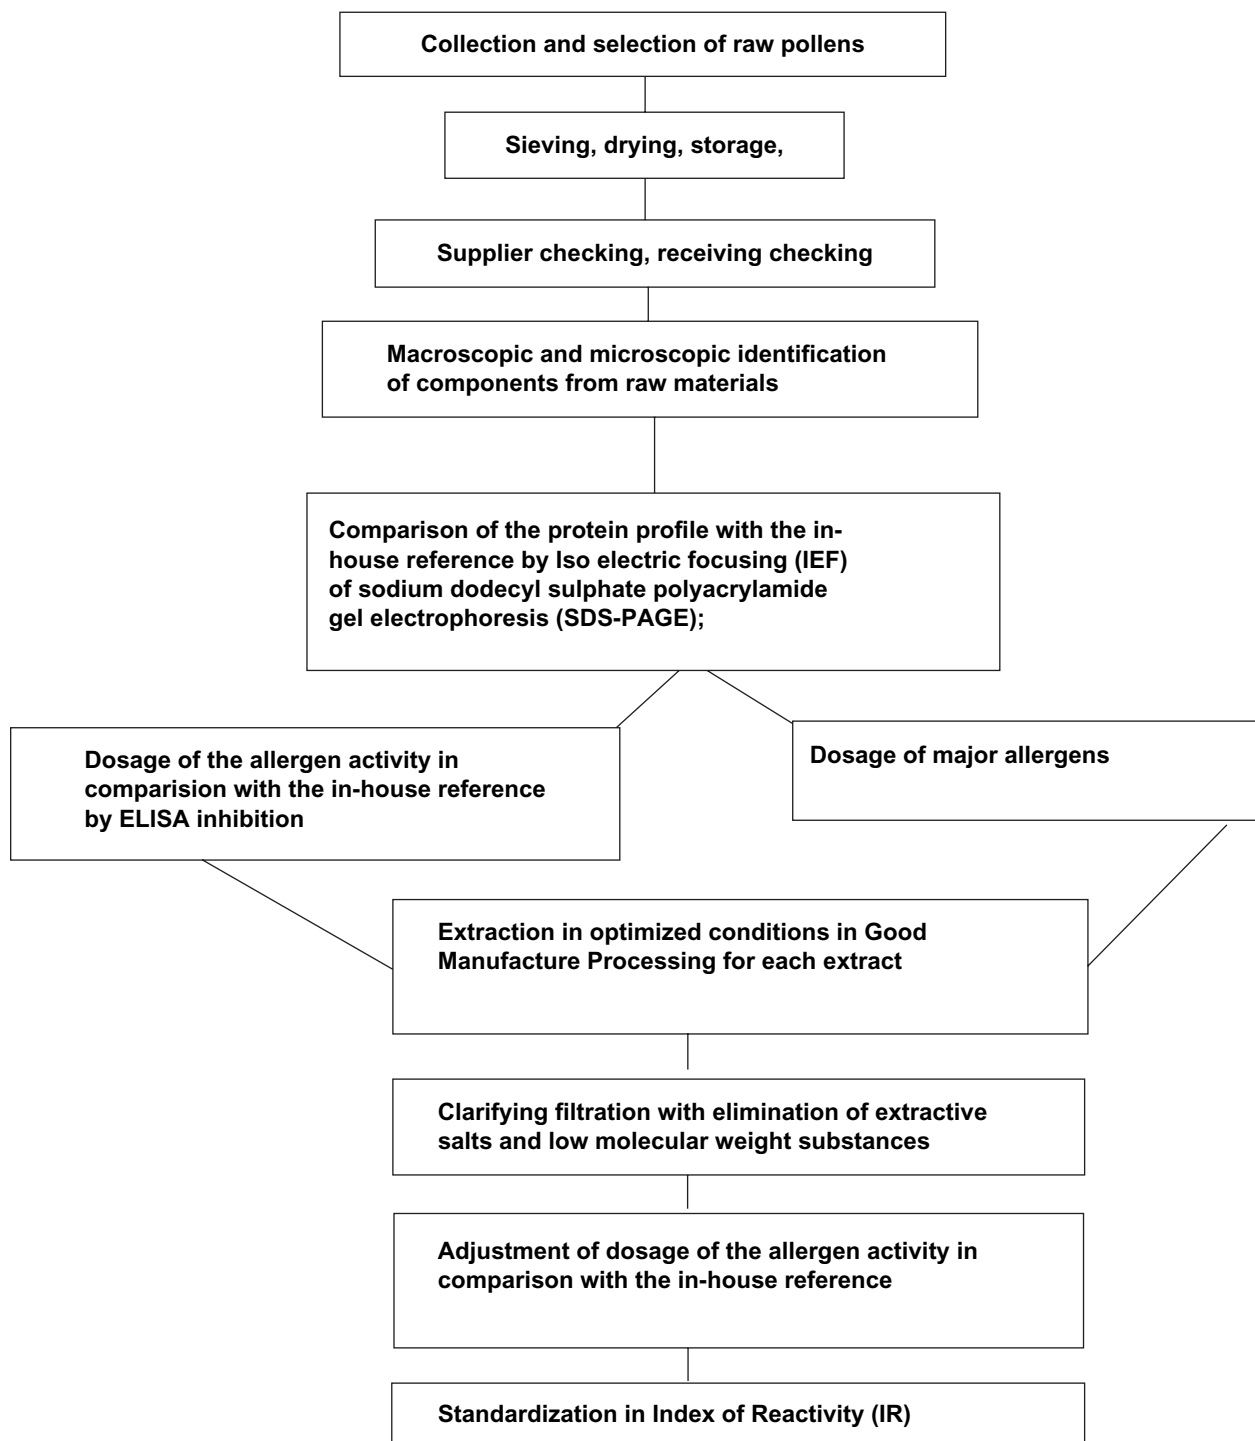 Collection and selection of raw pollens
Sieving, drying, storage,
Supplier checking, receiving checking
Macroscopic and microscopic identification
of components from raw materials
Comparison of the protein profile with the in-
house reference by Iso electric focusing (IEF)
of sodium dodecyl sulphate polyacrylamide
gel electrophoresis (SDS-PAGE);
Dosage of the allergen activity in
comparision with the in-house reference
by ELISA inhibition
Dosage of major allergens
Extraction in optimized conditions in Good
Manufacture Processing for each extract
Clarifying filtration with elimination of extractive
salts and low molecular weight substances
Adjustment of dosage of the allergen activity in
comparison with the in-house reference
Standardization in Index of Reactivity (IR)